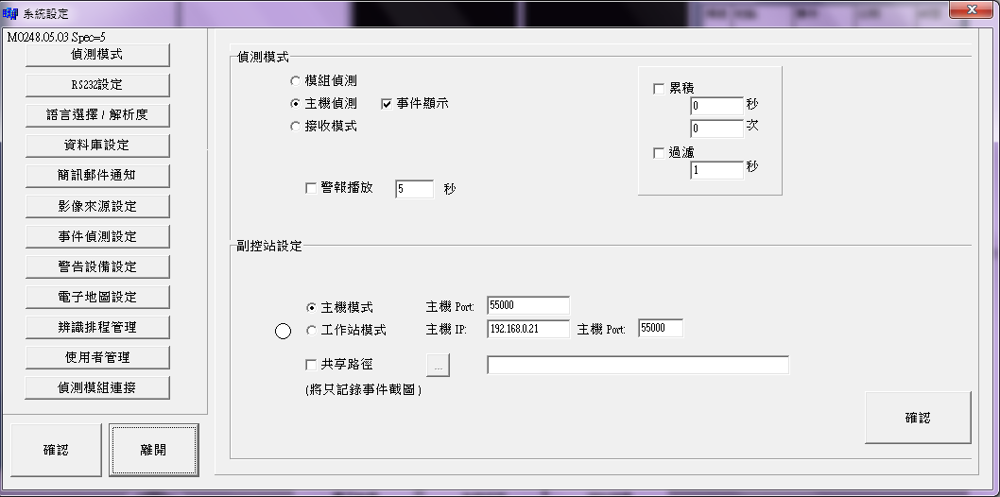 系統設定
M0248.05.03 Spec=5
偵測模式
RS232設定
語言選擇 / 解析度
資料庫設定
簡訊郵件通知
影像來源設定
事件偵測設定
警告設備設定
電子地圖設定
辨識排程管理
使用者管理
偵測模組連接
確認
離開
偵測模式
模組偵測
主機偵測 事件顯示
接收模式
警報播放 5 秒
累積
0 秒
0 次
過濾
1 秒
副控站設定
主機模式 主機 Port: 55000
工作站模式 主機 IP: 192.168.0.21 主機 Port: 55000
共享路徑 ...
(將只記錄事件截圖)
確認